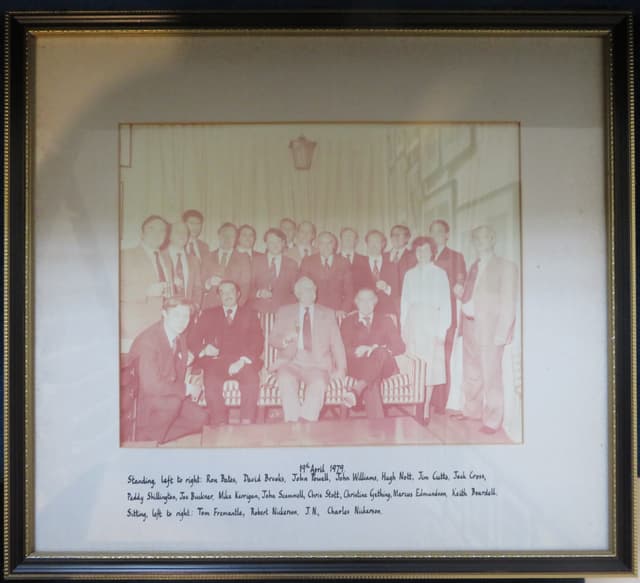 19th April 1979
Standing, left to right: Ron Bates, David Brooks, John Powell, John Williams, Hugh Nott, Jim Cutts, Jack Cross,
Paddy Shillington, Joe Buckner, Mike Kerrigan, John Scamnell, Chris Stott, Christine Gething, Marcus Edmundson, Keith Beardall.
Sitting, left to right: Tom Fremantle, Robert Nickerson, J.N., Charles Nickerson.